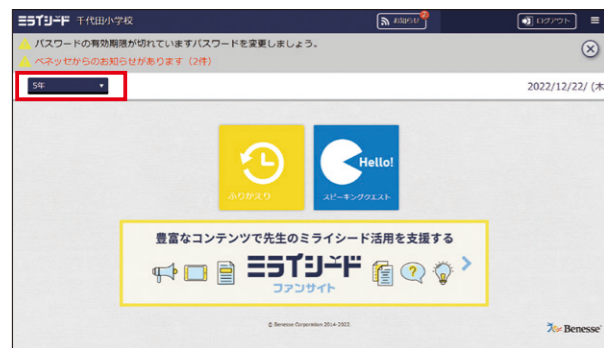 ミライシード 千代田小学校
お知らせ 2
ログアウト
パスワードの有効期限が切れていますパスワードを変更しましょう。
ベネッセからのお知らせがあります（2件）
5年
2022/12/22/ (木
ふりかえり
Hello!
スピーキングクエスト
豊富なコンテンツで先生のミライシード活用を支援する
ミライシード
ファンサイト
© Benesse Corporation 2014-2022.
Benesse